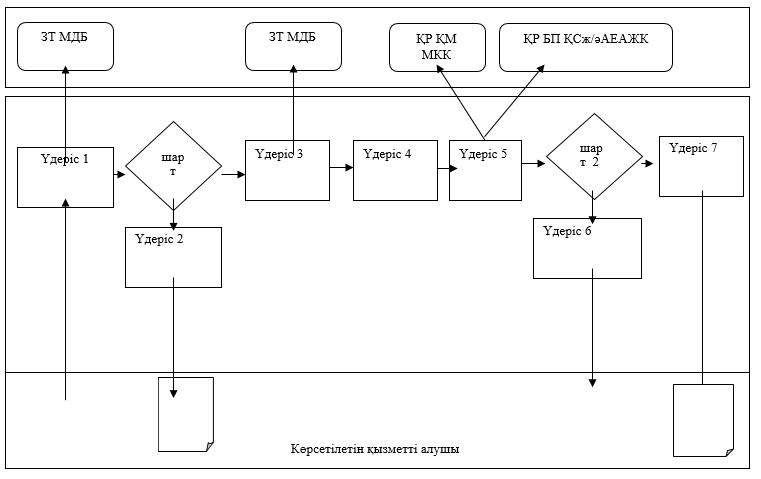 ЗТ МДБ
ЗТ МДБ
ҚР ҚМ
МКК
ҚР БП ҚСж/әАЕАЖК
Үдеріс 1
шар
т
Үдеріс 3
Үдеріс 4
Үдеріс 5
шар
т 2
Үдеріс 7
Үдеріс 2
Үдеріс 6
Көрсетілетін қызметті алушы